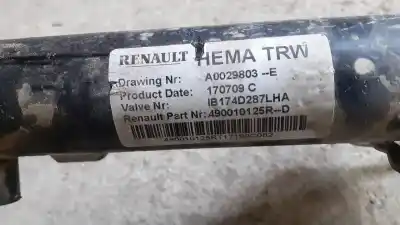 RENAULT HEMA TRW
Drawing Nr: A0029803 --E
Product Date: 170709 C
Valve Nr: IB174D287LHA
Renault Part Nr: 490010125R--D